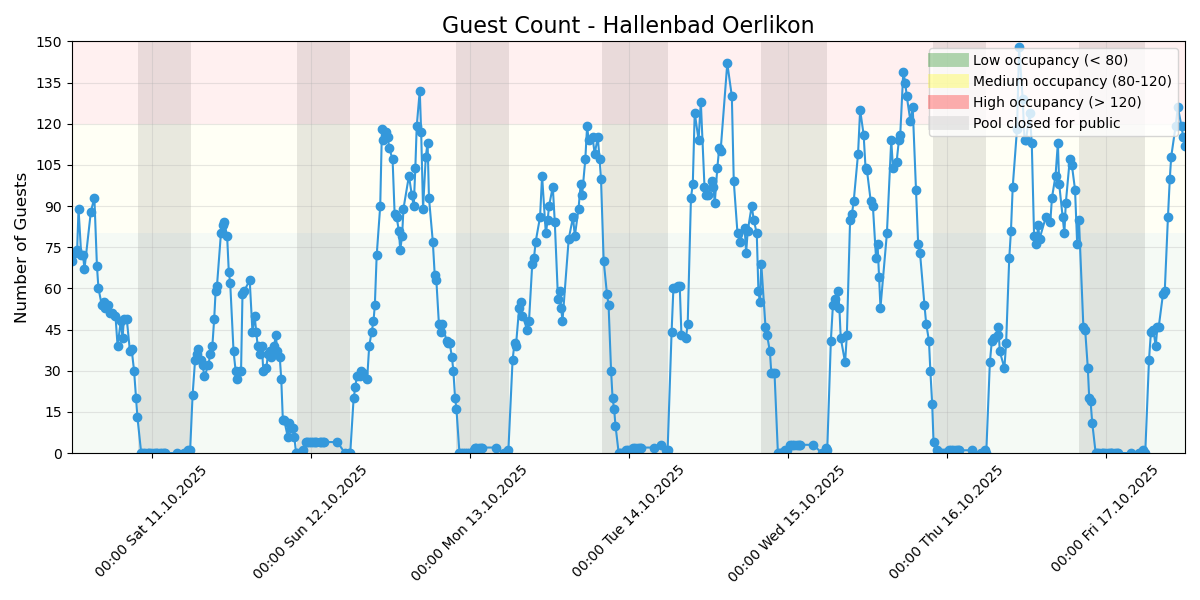 Guest Count - Hallenbad Oerlikon
Number of Guests
150
135
120
105
90
75
60
45
30
15
0
Low occupancy (< 80)
Medium occupancy (80-120)
High occupancy (> 120)
Pool closed for public
00:00 Sat 11.10.2025
00:00 Sun 12.10.2025
00:00 Mon 13.10.2025
00:00 Tue 14.10.2025
00:00 Wed 15.10.2025
00:00 Thu 16.10.2025
00:00 Fri 17.10.2025